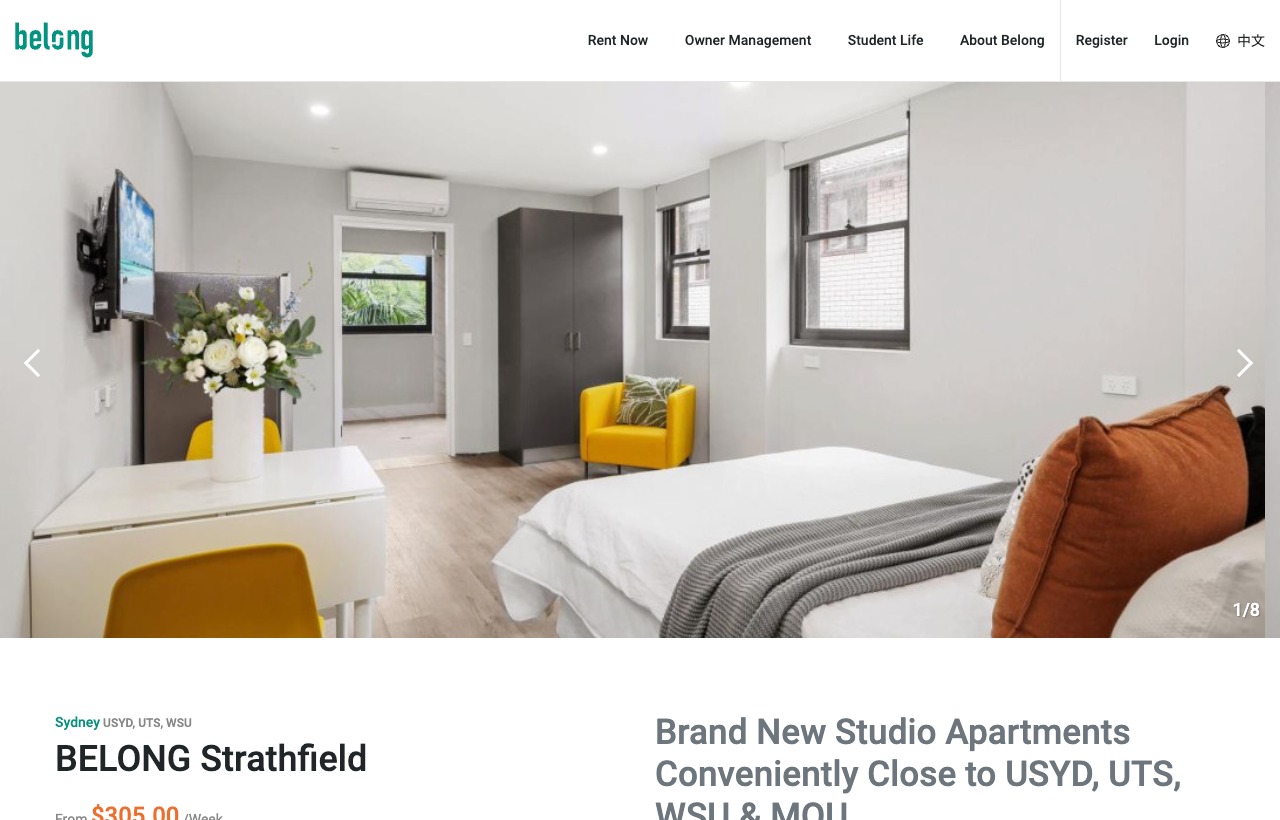 belong
Rent Now
Owner Management
Student Life
About Belong
Register
Login
中文
1/8
Sydney USYD, UTS, WSU
BELONG Strathfield
From $305.00 /Week
Brand New Studio Apartments
Conveniently Close to USYD, UTS,
WSU & MQU